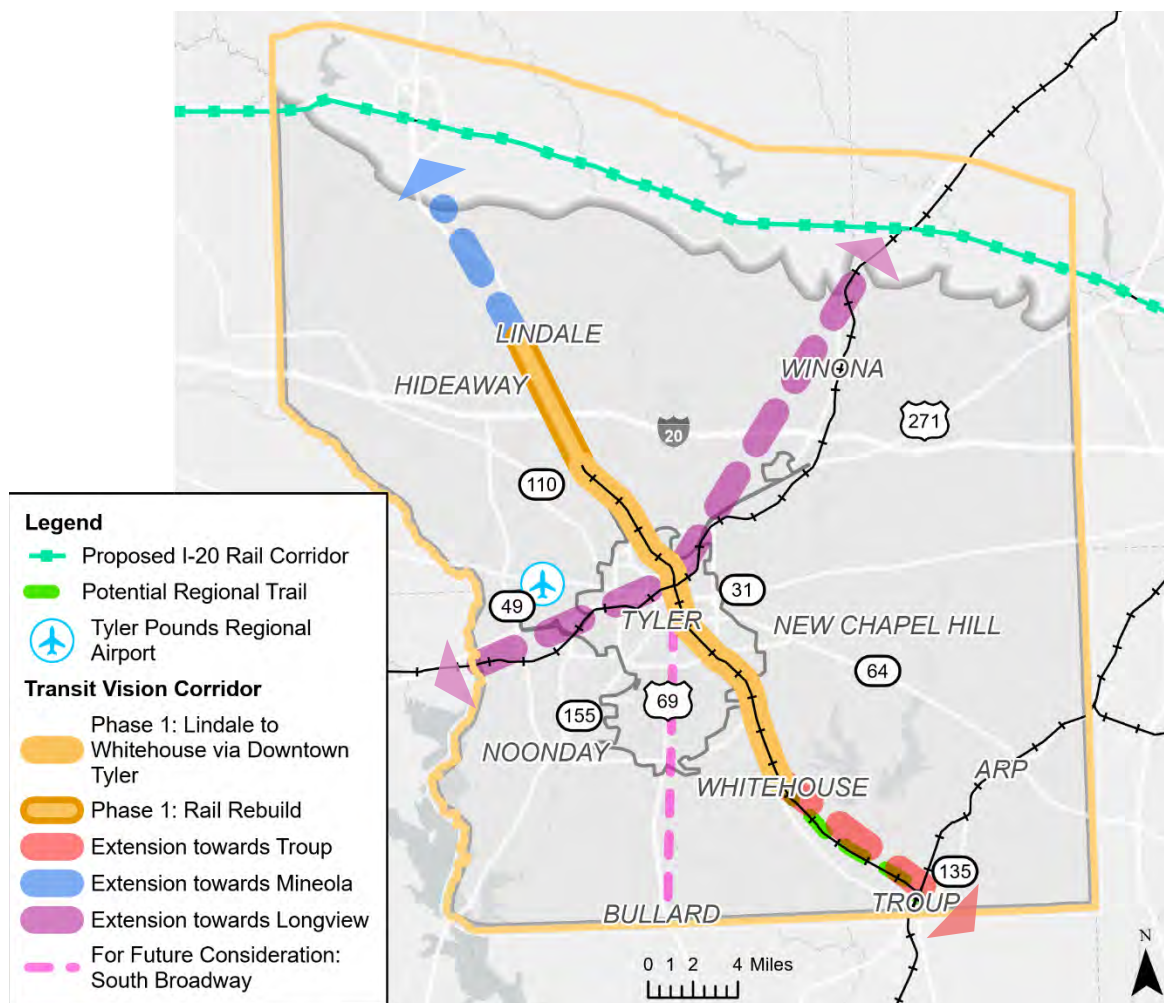 LINDALE
HIDEAWAY
WINONA
271
20
110
49
31
TYLER
NEW CHAPEL HILL
64
69
155
NOONDAY
ARP
WHITEHOUSE
135
TROUP
BULLARD
Legend
Proposed I-20 Rail Corridor
Potential Regional Trail
Tyler Pounds Regional
Airport
Transit Vision Corridor
Phase 1: Lindale to
Whitehouse via Downtown
Tyler
Phase 1: Rail Rebuild
Extension towards Troup
Extension towards Mineola
Extension towards Longview
For Future Consideration:
South Broadway
0 1 2 4 Miles
N